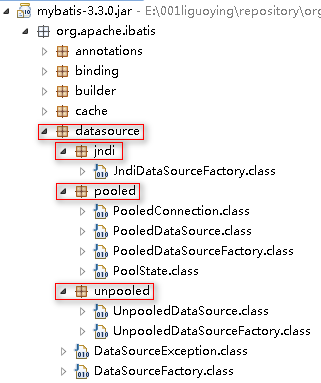 mybatis-3.3.0.jar - E:\001liguoying\repository\org
org.apache.ibatis
annotations
binding
builder
cache
datasource
jndi
JndiDataSourceFactory.class
pooled
PooledConnection.class
PooledDataSource.class
PooledDataSourceFactory.class
PoolState.class
unpooled
UnpooledDataSource.class
UnpooledDataSourceFactory.class
DataSourceException.class
DataSourceFactory.class